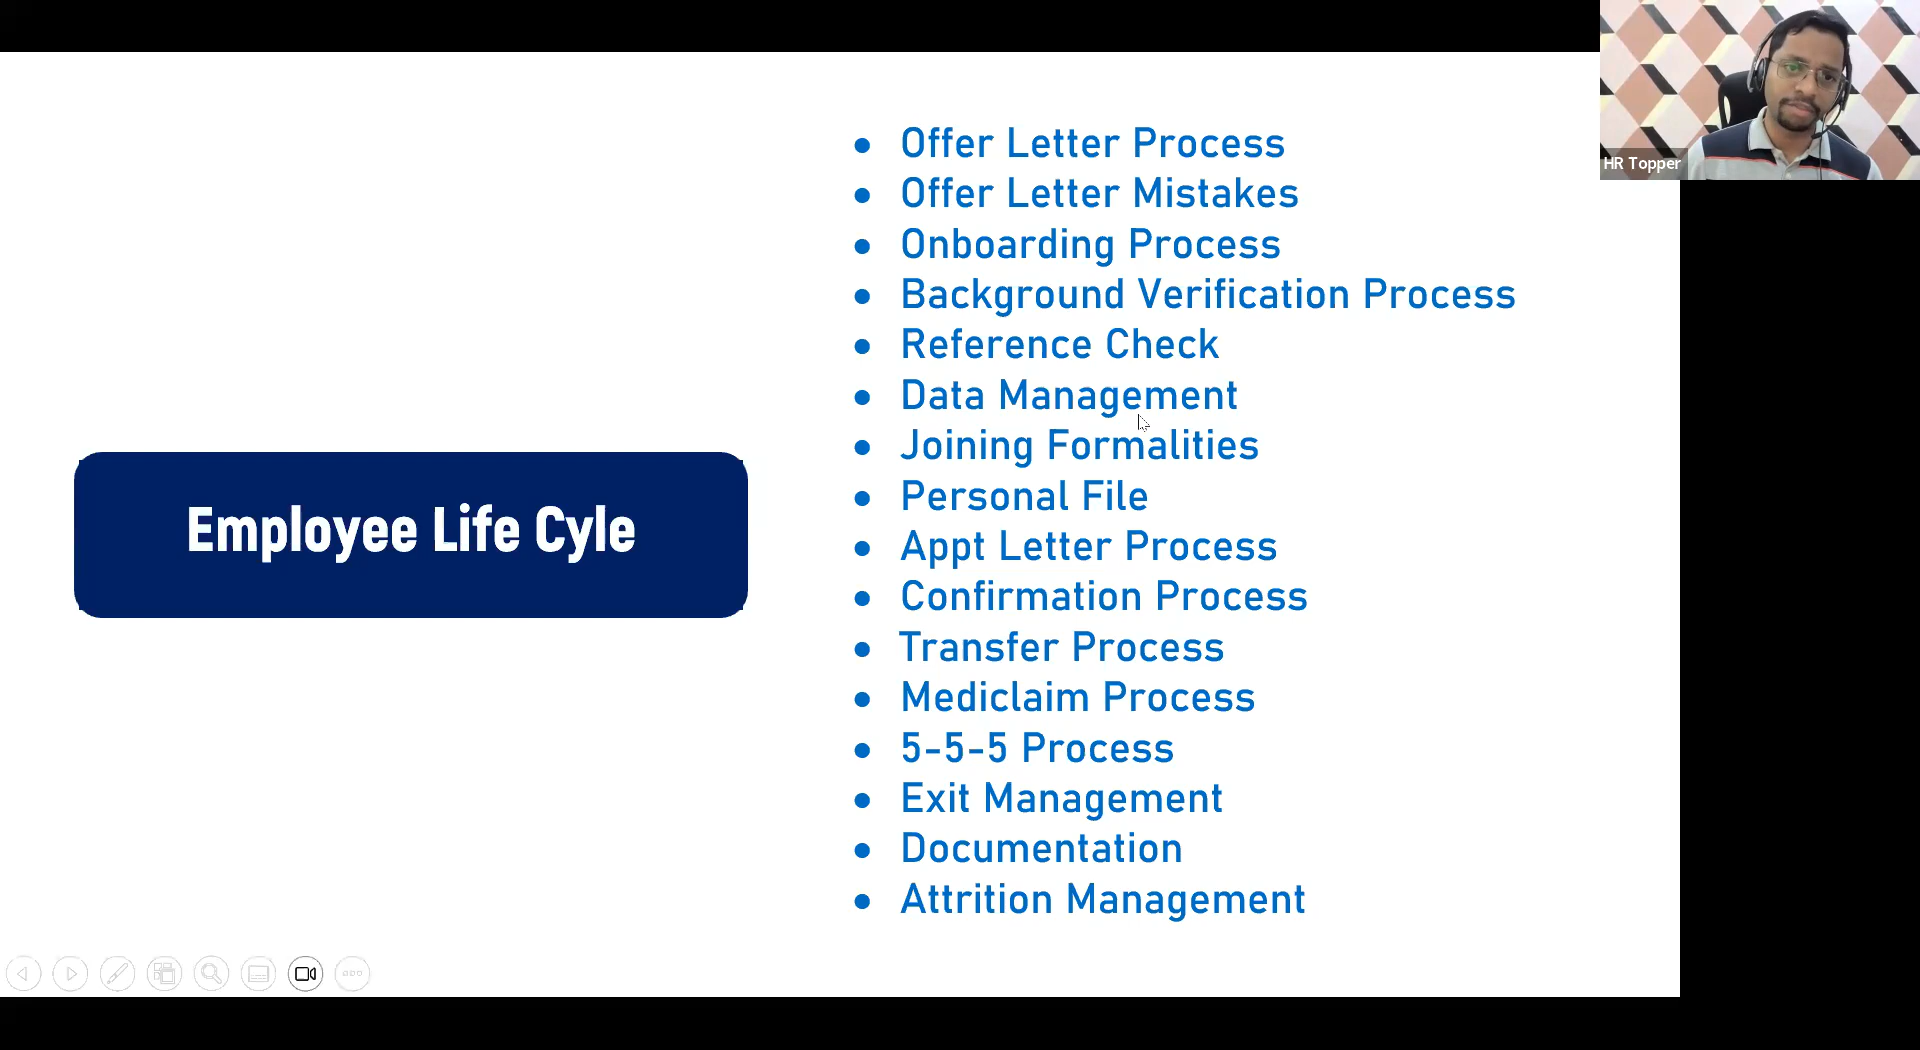 HR Topper
Employee Life Cyle
Offer Letter Process
Offer Letter Mistakes
Onboarding Process
Background Verification Process
Reference Check
Data Management
Joining Formalities
Personal File
Appt Letter Process
Confirmation Process
Transfer Process
Mediclaim Process
5-5-5 Process
Exit Management
Documentation
Attrition Management